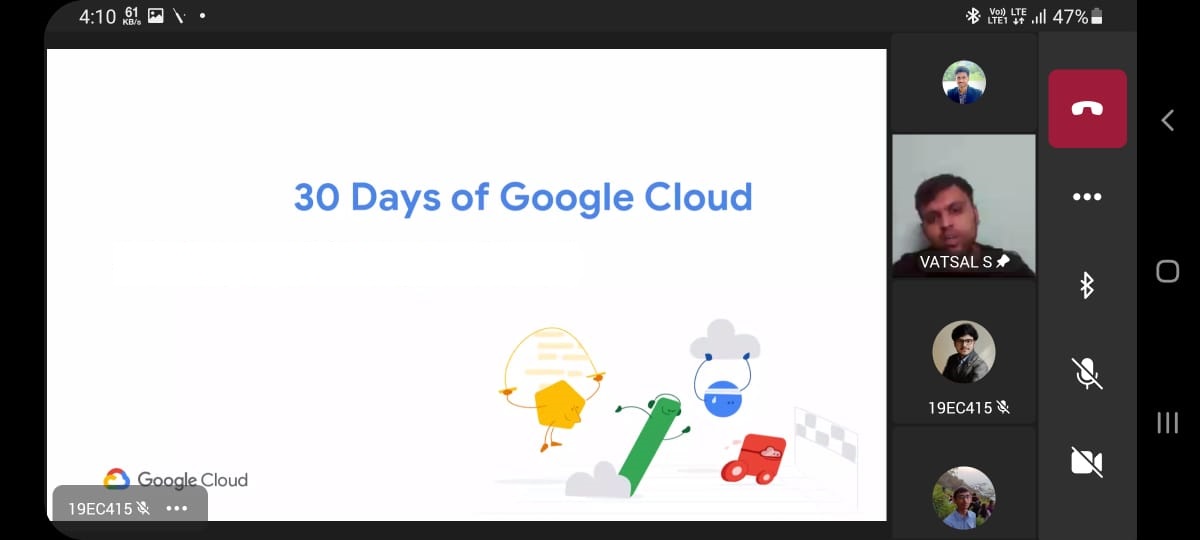 4:10 61 KB/s
Vo) LTE
LTE1 47%
30 Days of Google Cloud
VATSAL S
19EC415
Google Cloud
19EC415